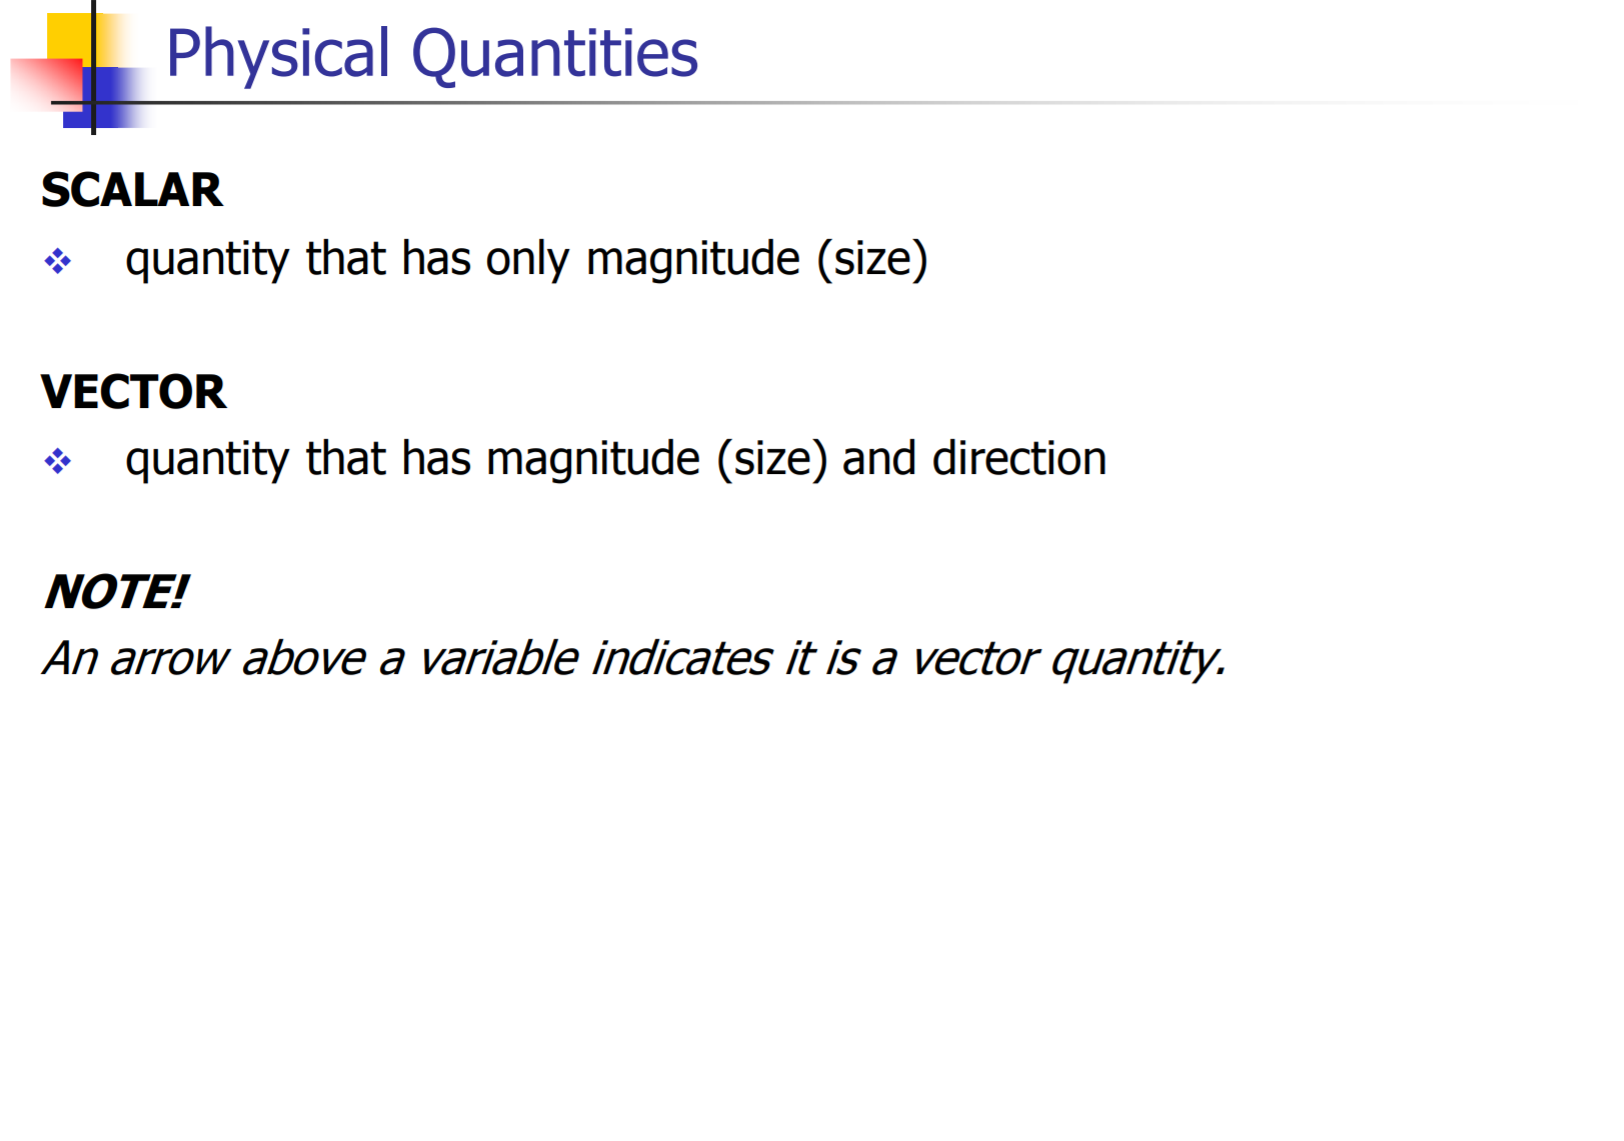 Physical Quantities
SCALAR
❖ quantity that has only magnitude (size)
VECTOR
❖ quantity that has magnitude (size) and direction
NOTE!
An arrow above a variable indicates it is a vector quantity.